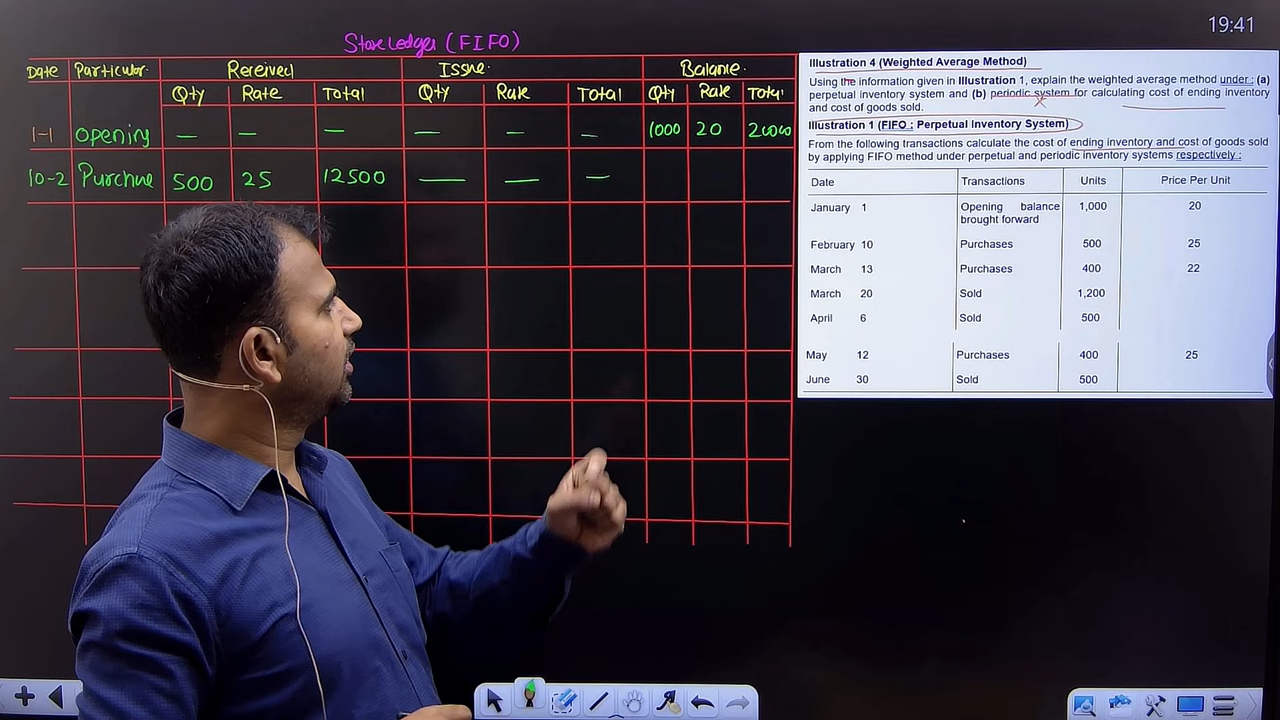 19:41
Store Ledger (FIFO)
Date Particular. Received Issue. Balance.
Qty Rate Total Qty Rate Total Qty Rate Total
1-1 opening — — — — — — 1000 20 20000
10-2 Purchase 500 25 12500 — — —
Illustration 4 (Weighted Average Method)
Using the information given in Illustration 1, explain the weighted average method under : (a)
perpetual inventory system and (b) periodic system for calculating cost of ending inventory
and cost of goods sold.
Illustration 1 (FIFO : Perpetual Inventory System)
From the following transactions calculate the cost of ending inventory and cost of goods sold
by applying FIFO method under perpetual and periodic inventory systems respectively :
Date Transactions Units Price Per Unit
January 1 Opening balance 1,000 20
brought forward
February 10 Purchases 500 25
March 13 Purchases 400 22
March 20 Sold 1,200
April 6 Sold 500
May 12 Purchases 400 25
June 30 Sold 500